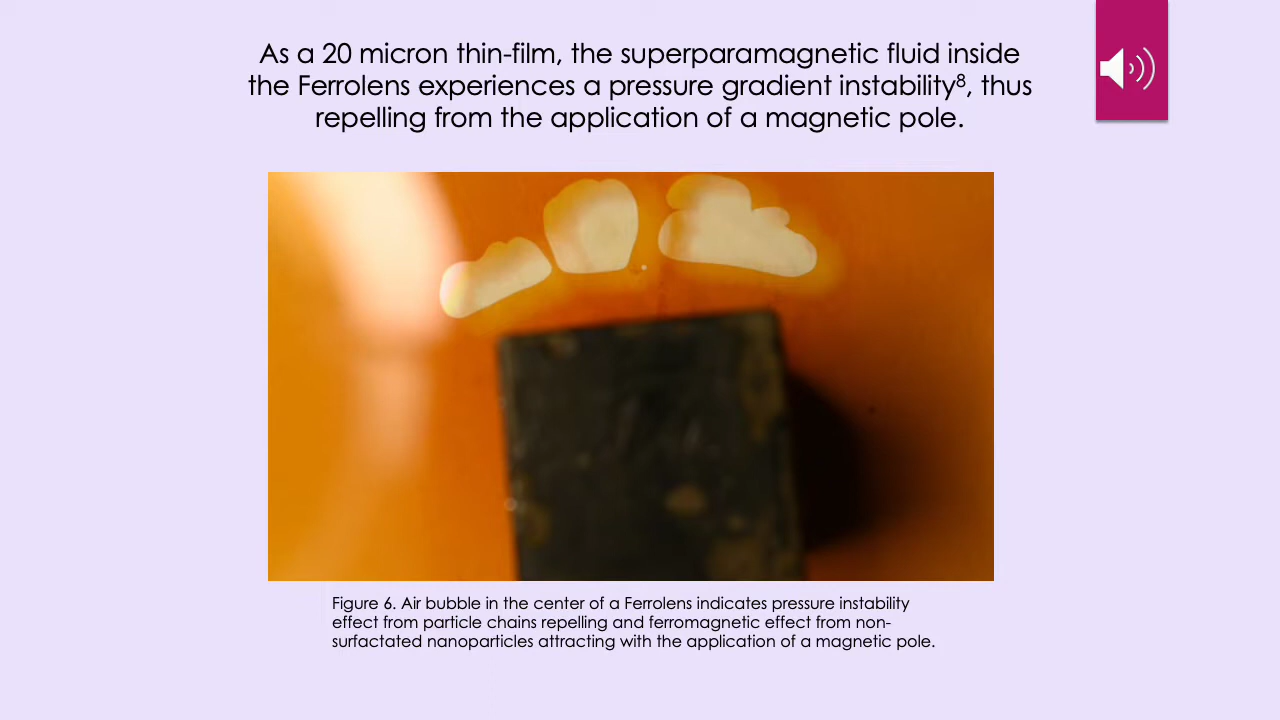 As a 20 micron thin-film, the superparamagnetic fluid inside
the Ferrolens experiences a pressure gradient instability⁸, thus
repelling from the application of a magnetic pole.
Figure 6. Air bubble in the center of a Ferrolens indicates pressure instability
effect from particle chains repelling and ferromagnetic effect from non-
surfactated nanoparticles attracting with the application of a magnetic pole.